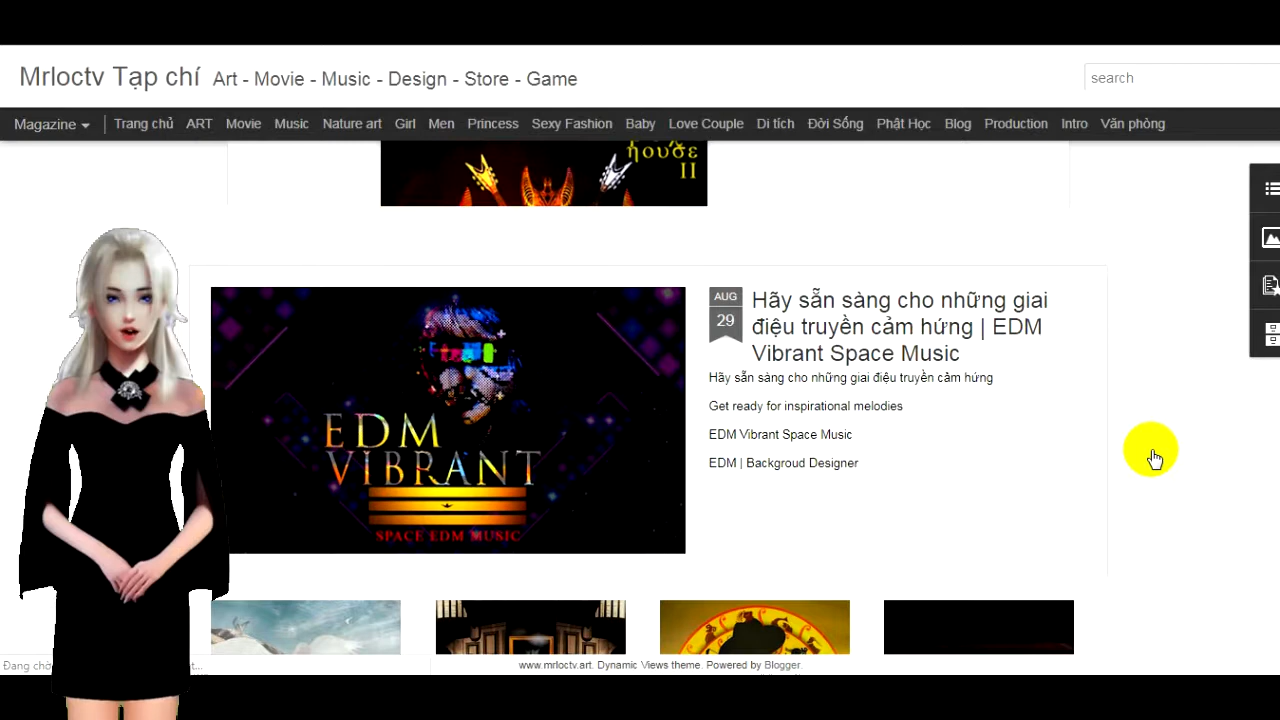 Mrloctv Tạp chí Art - Movie - Music - Design - Store - Game
search
Magazine Trang chủ ART Movie Music Nature art Girl Men Princess Sexy Fashion Baby Love Couple Di tích Đời Sống Phật Học Blog Production Intro Văn phòng
ηουσε
II
EDM
VIBRANT
SPACE EDM MUSIC
AUG
29
Hãy sẵn sàng cho những giai
điệu truyền cảm hứng | EDM
Vibrant Space Music
Hãy sẵn sàng cho những giai điệu truyền cảm hứng
Get ready for inspirational melodies
EDM Vibrant Space Music
EDM | Backgroud Designer
Đang
www.mrloctv.art. Dynamic Views theme. Powered by Blogger.